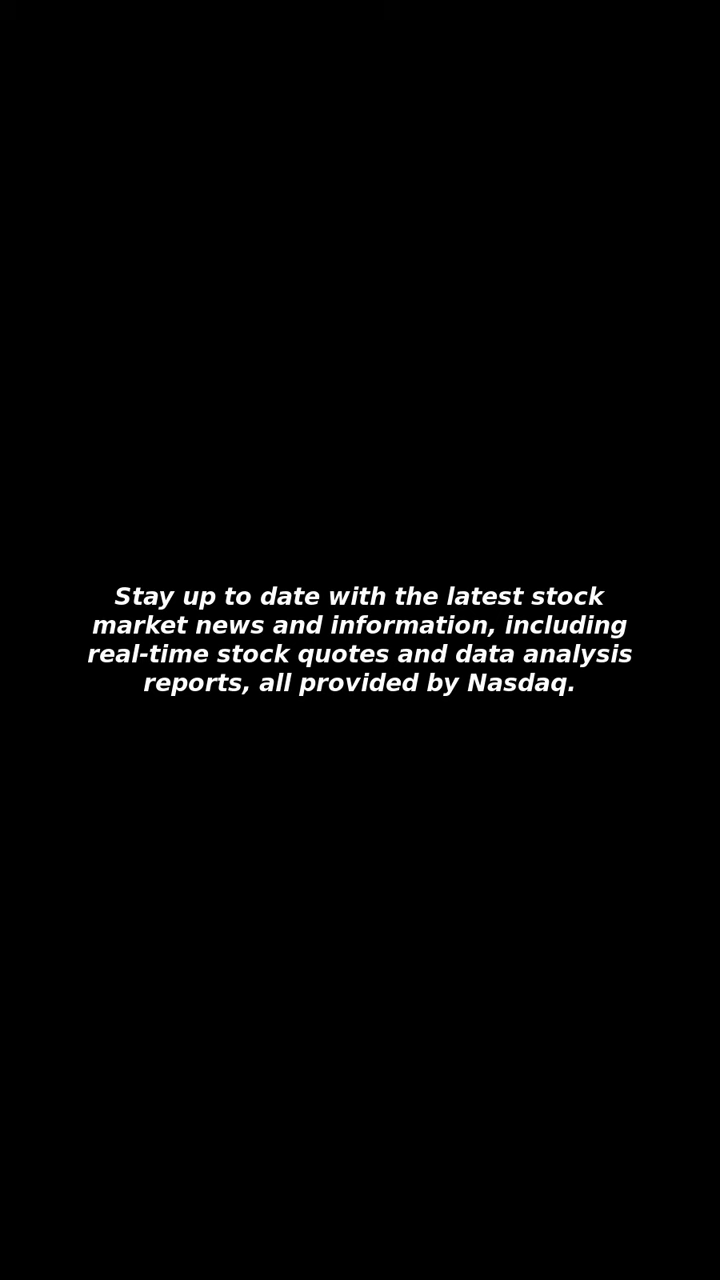 Stay up to date with the latest stock
market news and information, including
real-time stock quotes and data analysis
reports, all provided by Nasdaq.